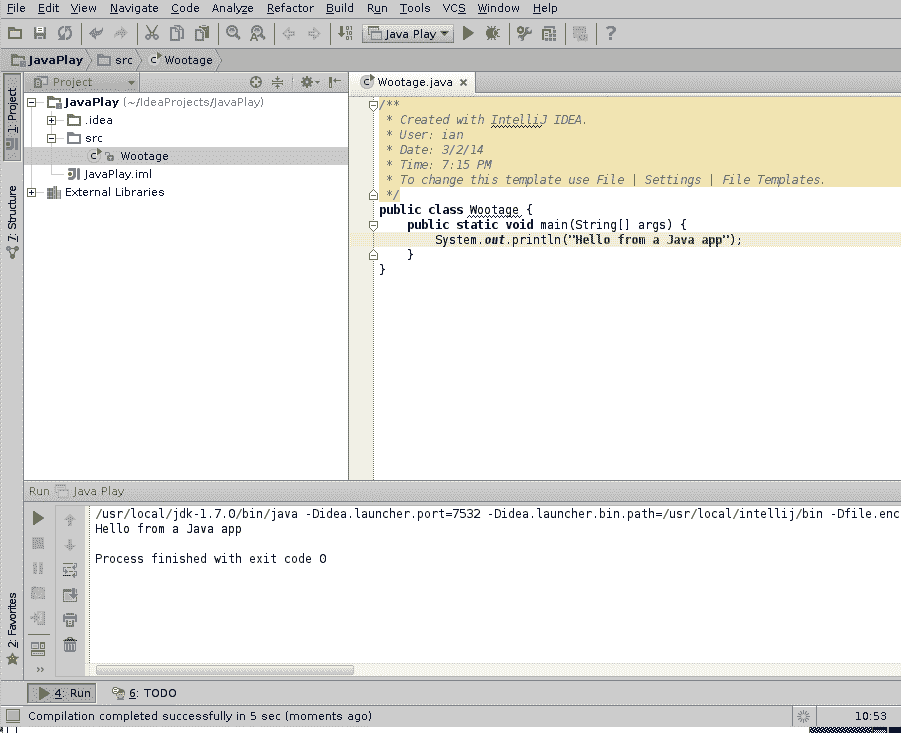 File Edit View Navigate Code Analyze Refactor Build Run Tools VCS Window Help
Java Play
JavaPlay src Wootage
1: Project
7: Structure
2: Favorites
Project
JavaPlay (~/IdeaProjects/JavaPlay)
.idea
src
Wootage
JavaPlay.iml
External Libraries
Wootage.java
/**
* Created with IntelliJ IDEA.
* User: ian
* Date: 3/2/14
* Time: 7:15 PM
* To change this template use File | Settings | File Templates.
*/
public class Wootage {
public static void main(String[] args) {
System.out.println("Hello from a Java app");
}
}
Run Java Play
/usr/local/jdk-1.7.0/bin/java -Didea.launcher.port=7532 -Didea.launcher.bin.path=/usr/local/intellij/bin -Dfile.enc
Hello from a Java app
Process finished with exit code 0
4: Run 6: TODO
Compilation completed successfully in 5 sec (moments ago) 10:53